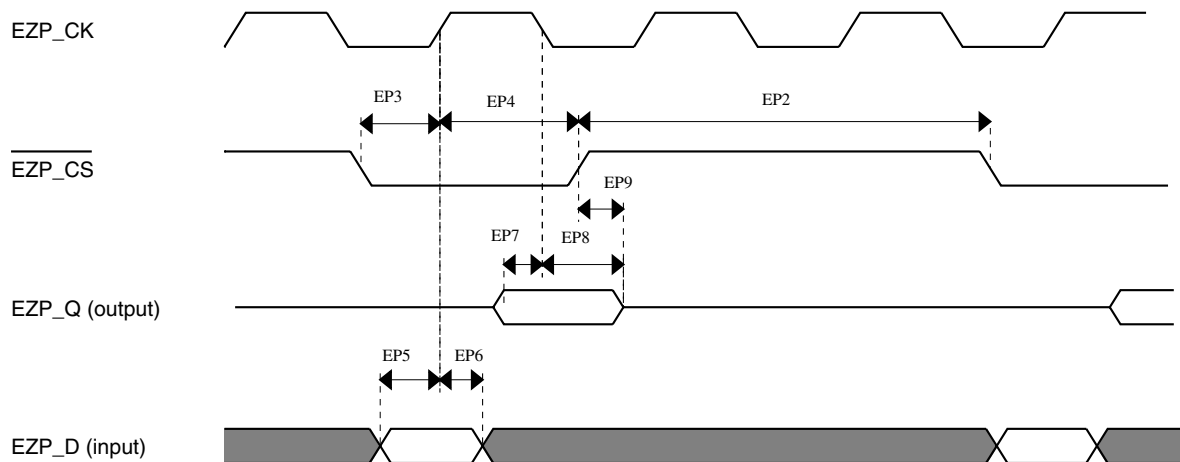 EZP_CK
EP3
EP4
EP2
EZP_CS
EP9
EP7
EP8
EZP_Q (output)
EP5
EP6
EZP_D (input)